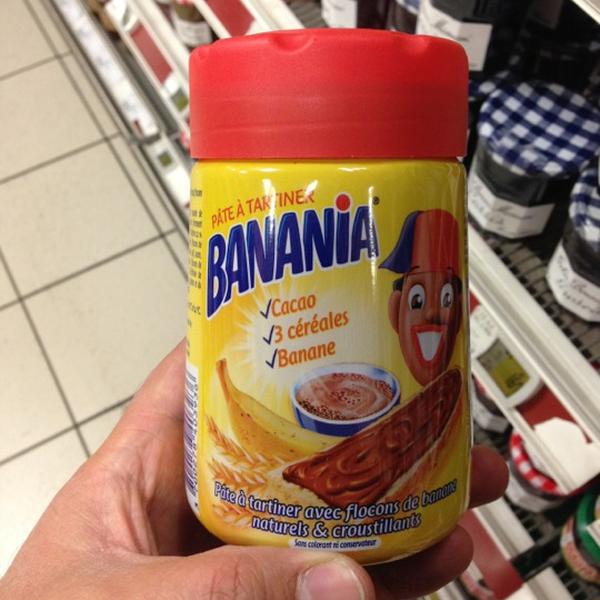 PÂTE À TARTINER
BANANIA®
Cacao
3 céréales
Banane
Pâte à tartiner avec flocons de banane
naturels & croustillants
Sans colorant ni conservateur